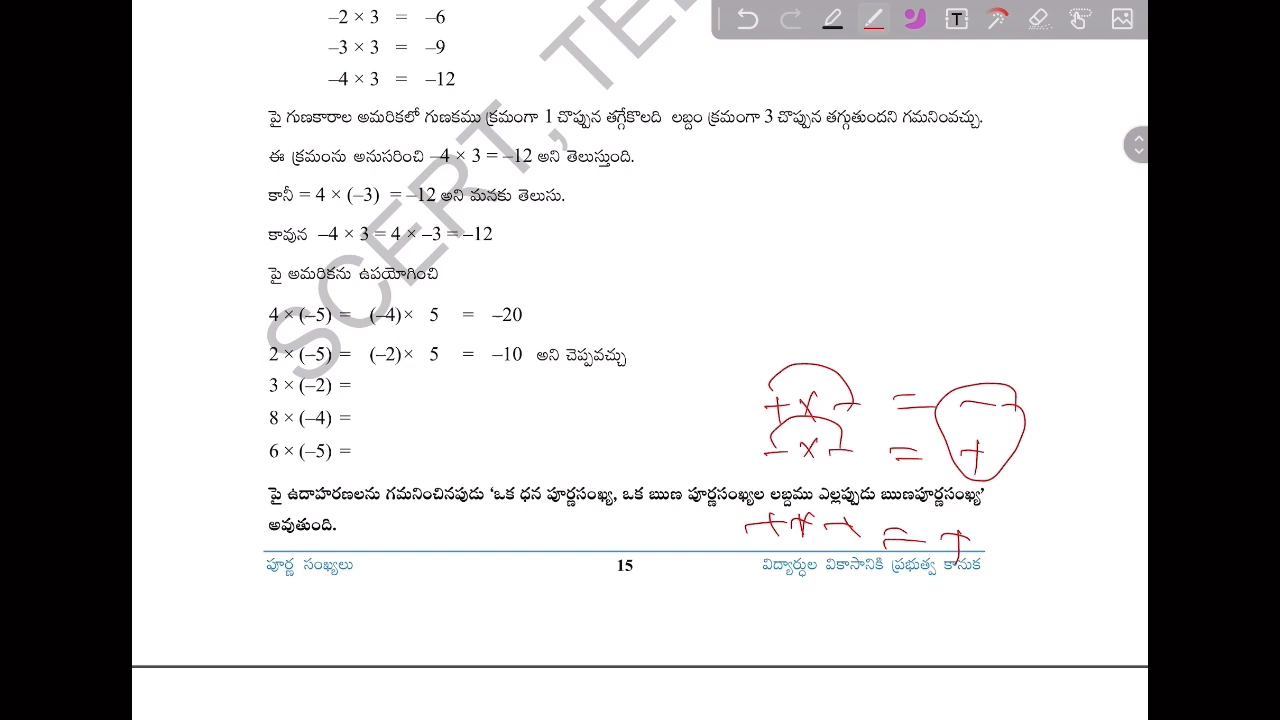 –2 × 3 = –6
–3 × 3 = –9
–4 × 3 = –12
పై గుణకారాల అమరికలో గుణకము క్రమంగా 1 చొప్పున తగ్గేకొలది లబ్దం క్రమంగా 3 చొప్పున తగ్గుతుందని గమనింవచ్చు.
ఈ క్రమంను అనుసరించి –4 × 3 = –12 అని తెలుస్తుంది.
కానీ = 4 × (–3) = –12 అని మనకు తెలుసు.
కావున –4 × 3 = 4 × –3 = –12
పై అమరికను ఉపయోగించి
4 × (–5) = (–4)× 5 = –20
2 × (–5) = (–2)× 5 = –10 అని చెప్పవచ్చు
3 × (–2) =
8 × (–4) =
6 × (–5) =
+ x - = -
- x - = +
పై ఉదాహరణలను గమనించినపుడు ‘ఒక ధన పూర్ణసంఖ్య, ఒక ఋణ పూర్ణసంఖ్యల లబ్దము ఎల్లప్పుడు ఋణపూర్ణసంఖ్య’
అవుతుంది.
+ x + = +
పూర్ణ సంఖ్యలు 15 విద్యార్థుల వికాసానికి ప్రభుత్వ కానుక
SCERT, TE
T